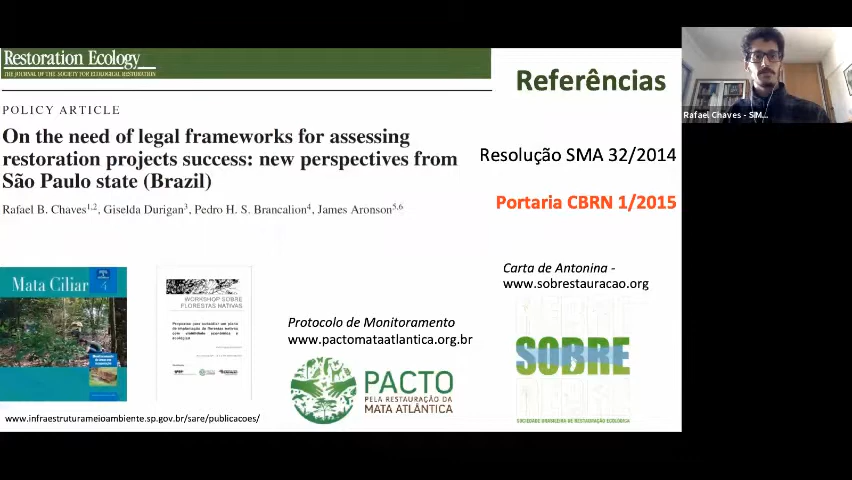 Restoration Ecology
THE JOURNAL OF THE SOCIETY FOR ECOLOGICAL RESTORATION
POLICY ARTICLE
On the need of legal frameworks for assessing
restoration projects success: new perspectives from
São Paulo state (Brazil)
Rafael B. Chaves1,2, Giselda Durigan3, Pedro H. S. Brancalion4, James Aronson5,6
Referências
Resolução SMA 32/2014
Portaria CBRN 1/2015
Rafael Chaves - SIM...
Carta de Antonina -
www.sobrestauracao.org
SOBRE
SOCIEDADE BRASILEIRA DE RESTAURAÇÃO ECOLÓGICA
Mata Ciliar
4
WORKSHOP SOBRE
FLORESTAS NATIVAS
Protocolo de Monitoramento
www.pactomataatlantica.org.br
PACTO
PELA RESTAURAÇÃO DA
MATA ATLÂNTICA
www.infraestruturameioambiente.sp.gov.br/sare/publicacoes/